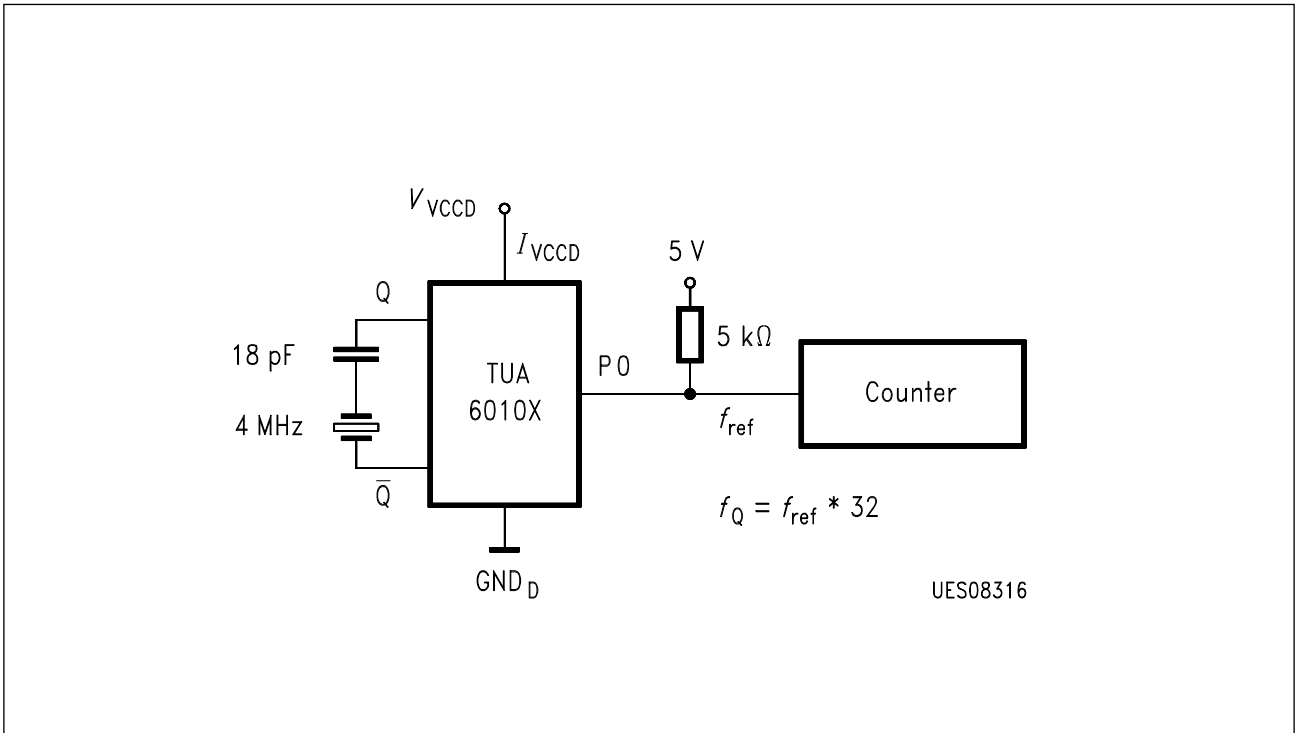 V VCCD
I VCCD
5 V
Q
18 pF
5 kΩ
TUA
6010X
P0
Counter
4 MHz
f ref
Q̅
f Q = f ref * 32
GND D
UES08316